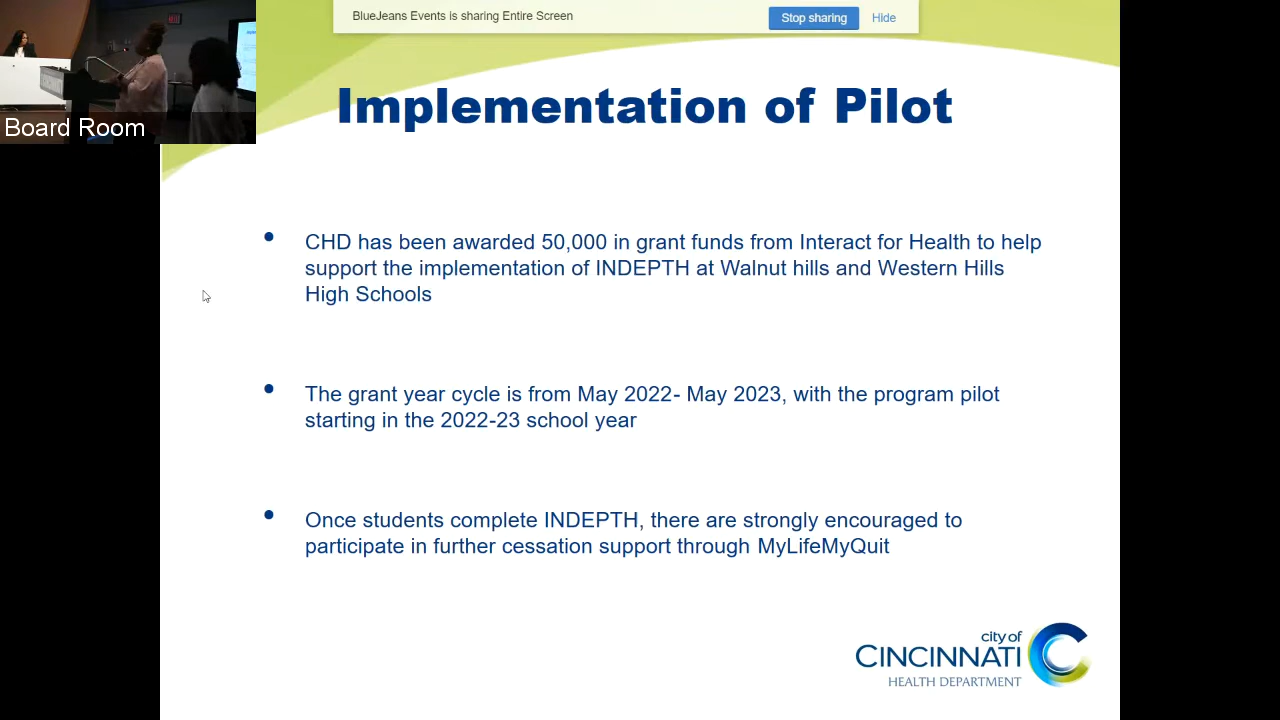 BlueJeans Events is sharing Entire Screen
Stop sharing
Hide
Board Room
Implementation of Pilot
• CHD has been awarded 50,000 in grant funds from Interact for Health to help
support the implementation of INDEPTH at Walnut hills and Western Hills
High Schools
• The grant year cycle is from May 2022- May 2023, with the program pilot
starting in the 2022-23 school year
• Once students complete INDEPTH, there are strongly encouraged to
participate in further cessation support through MyLifeMyQuit
city of
CINCINNATI
HEALTH DEPARTMENT